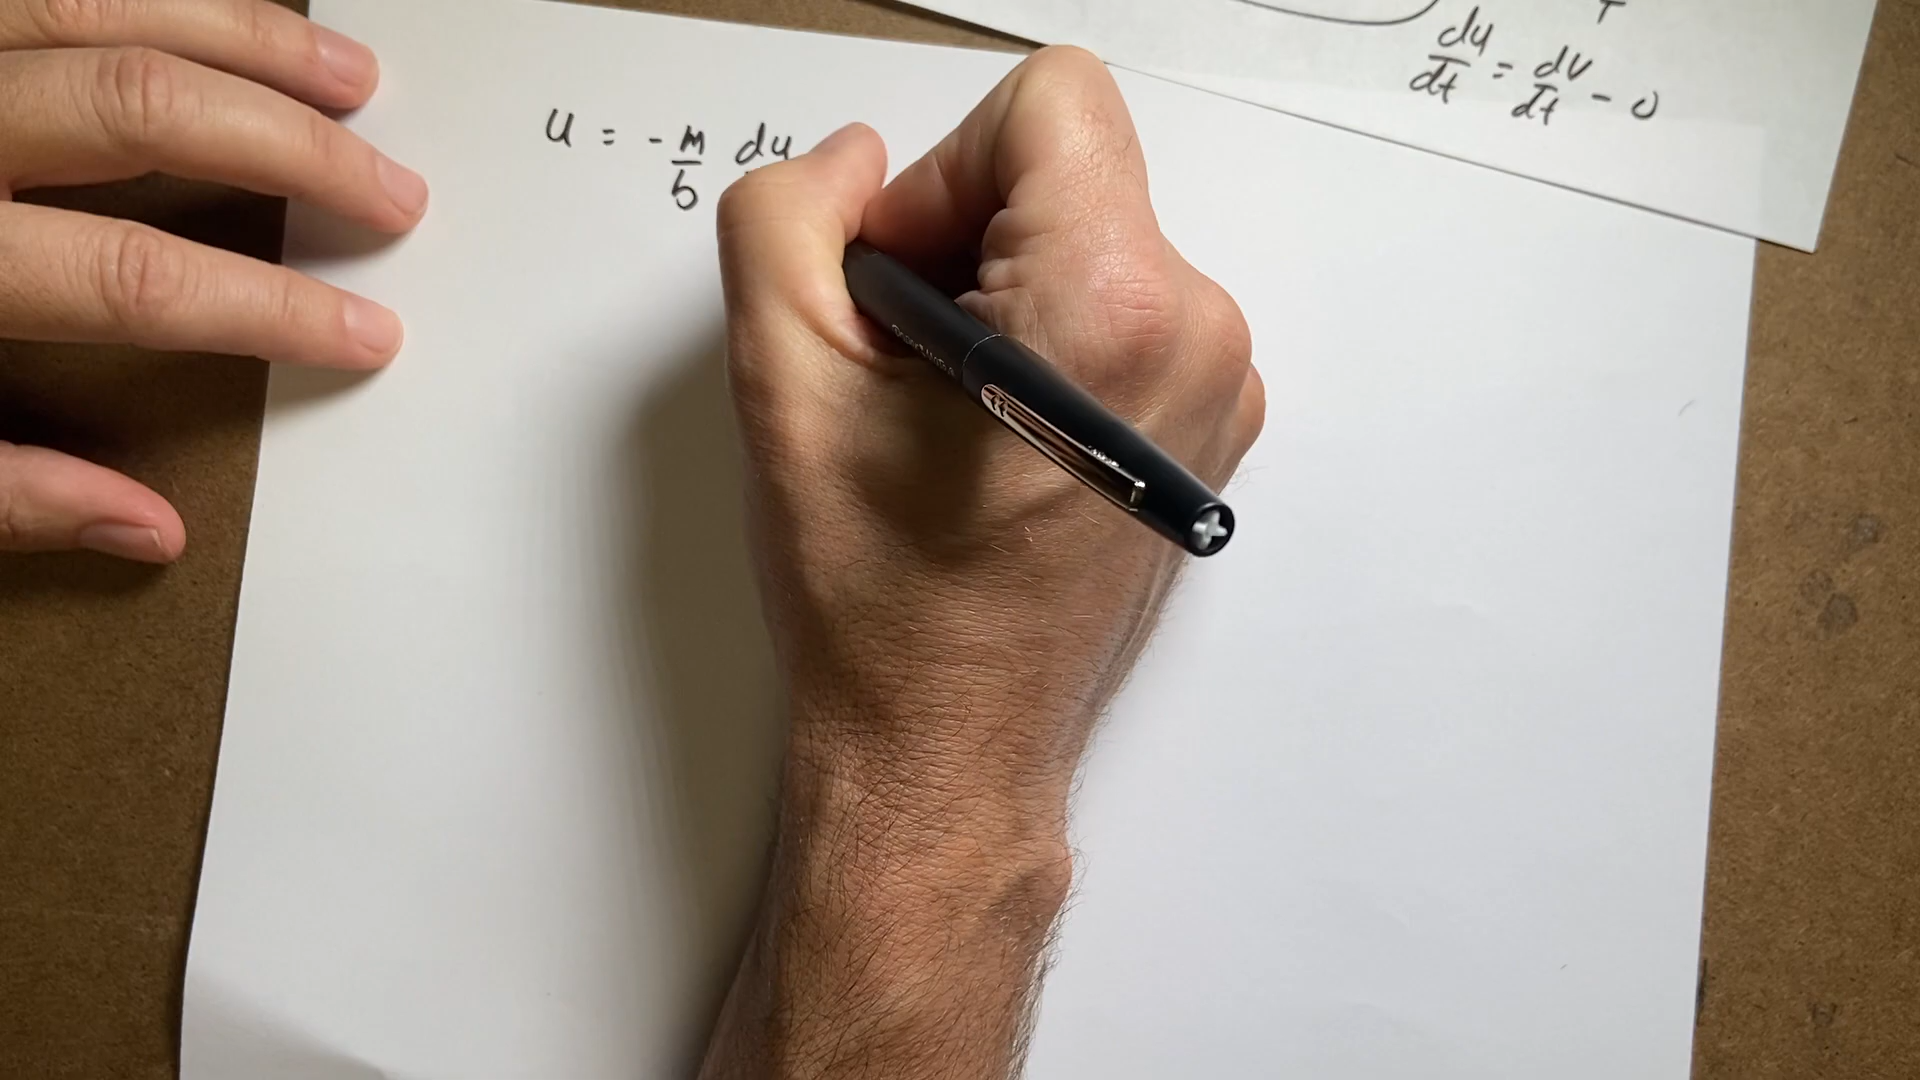 du/dt = dv/dt - 0
u = - m/b du